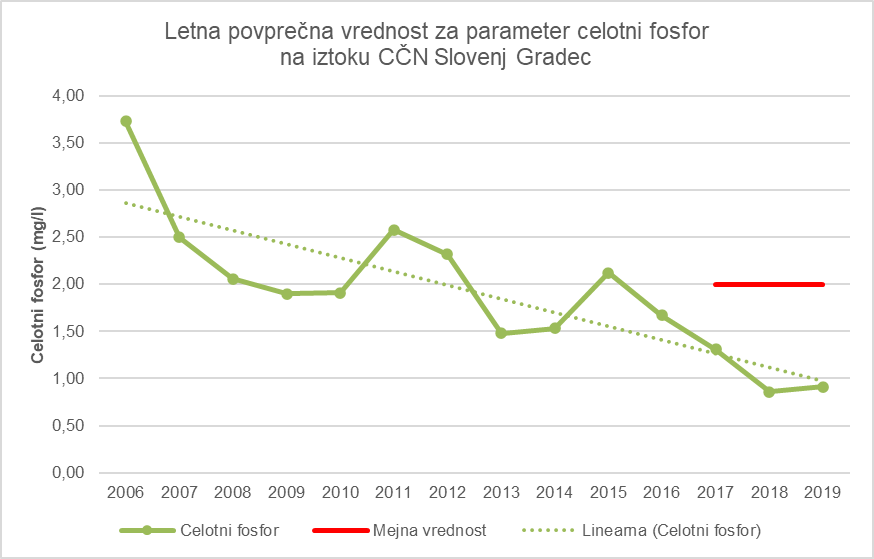 Letna povprečna vrednost za parameter celotni fosfor
na iztoku CČN Slovenj Gradec
Celotni fosfor (mg/l)
4,00
3,50
3,00
2,50
2,00
1,50
1,00
0,50
0,00
2006 2007 2008 2009 2010 2011 2012 2013 2014 2015 2016 2017 2018 2019
Celotni fosfor Mejna vrednost Linearna (Celotni fosfor)